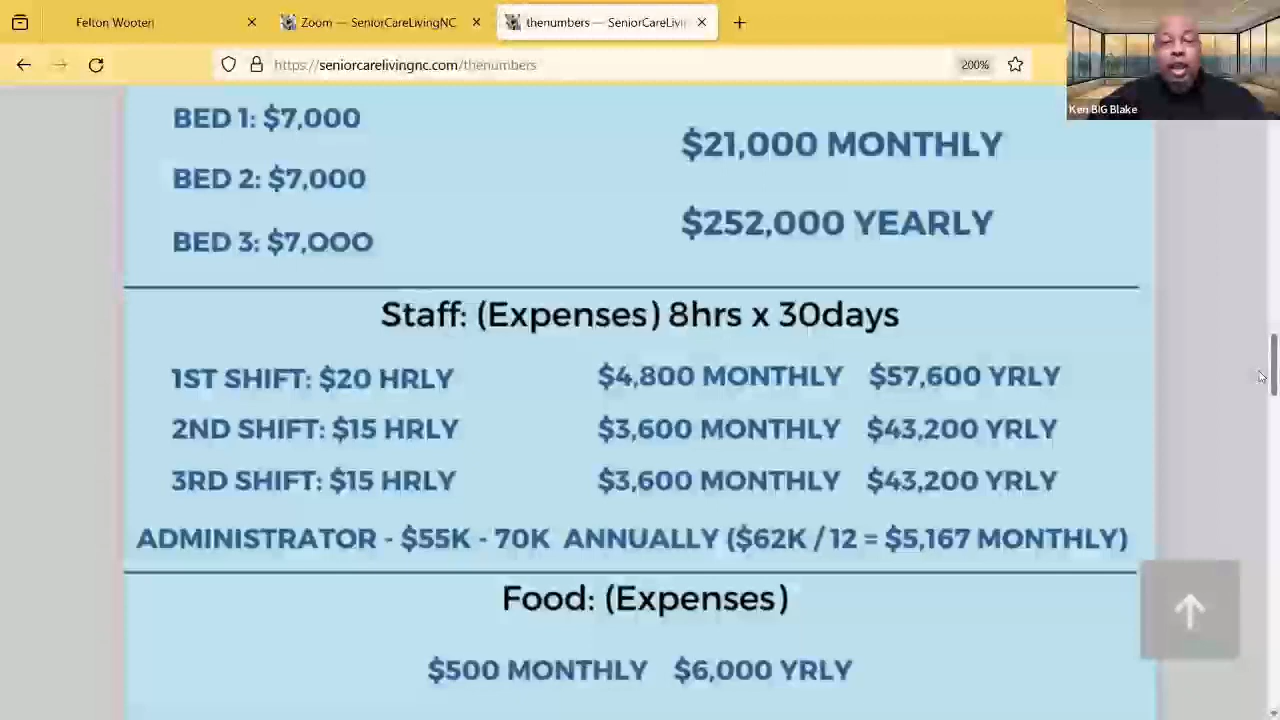 Felton Wooten
Zoom — SeniorCareLivingNC
thenumbers — SeniorCareLivin
https://seniorcarelivingnc.com/thenumbers
200%
Ken BIG Blake
BED 1: $7,000
BED 2: $7,000
BED 3: $7,OOO
$21,000 MONTHLY
$252,000 YEARLY
Staff: (Expenses) 8hrs x 30days
1ST SHIFT: $20 HRLY $4,800 MONTHLY $57,600 YRLY
2ND SHIFT: $15 HRLY $3,600 MONTHLY $43,200 YRLY
3RD SHIFT: $15 HRLY $3,600 MONTHLY $43,200 YRLY
ADMINISTRATOR - $55K - 70K ANNUALLY ($62K / 12 = $5,167 MONTHLY)
Food: (Expenses)
$500 MONTHLY $6,000 YRLY